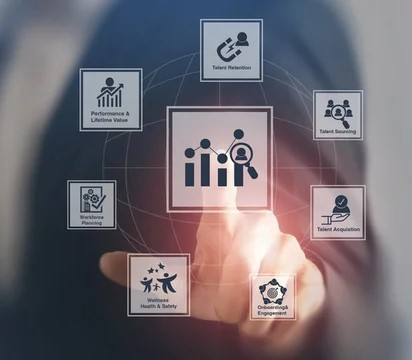 Talent Retention
Performance &
Lifetime Value
Talent Sourcing
Workforce
Planning
Talent Acquisition
Wellness
Health & Safety
Onboarding&
Engagement